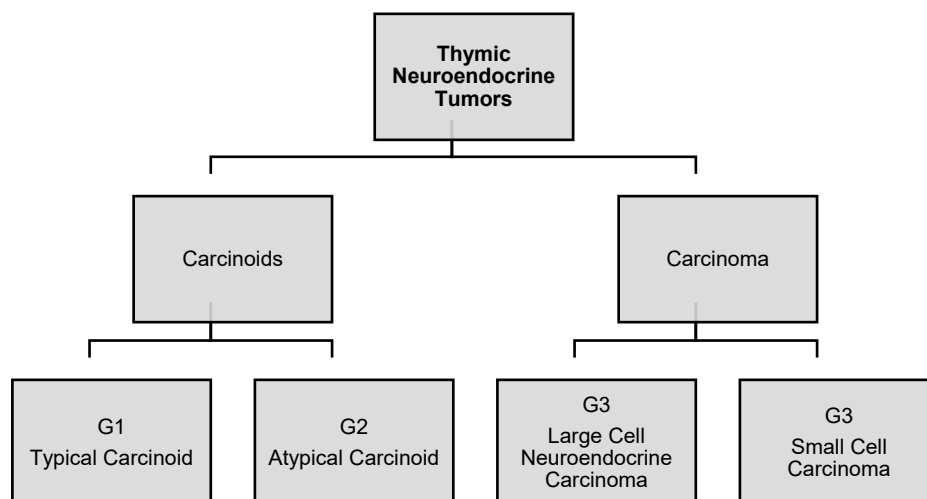 Thymic
Neuroendocrine
Tumors
Carcinoids
Carcinoma
G1
Typical Carcinoid
G2
Atypical Carcinoid
G3
Large Cell
Neuroendocrine
Carcinoma
G3
Small Cell
Carcinoma